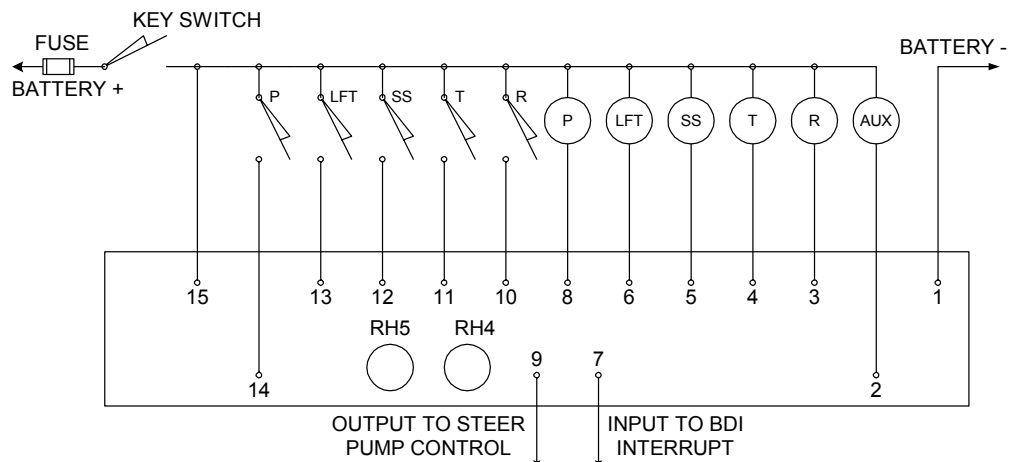 KEY SWITCH
FUSE
BATTERY +
BATTERY -
P
LFT
SS
T
R
P
LFT
SS
T
R
AUX
15
13
12
11
10
8
6
5
4
3
1
RH5
RH4
9
7
14
2
OUTPUT TO STEER
PUMP CONTROL
INPUT TO BDI
INTERRUPT